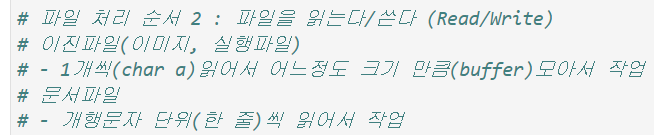 # 파일 처리 순서 2 : 파일을 읽는다/쓴다 (Read/Write)
# 이진파일(이미지, 실행파일)
# - 1개씩(char a)읽어서 어느정도 크기 만큼(buffer)모아서 작업
# 문서파일
# - 개행문자 단위(한 줄)씩 읽어서 작업